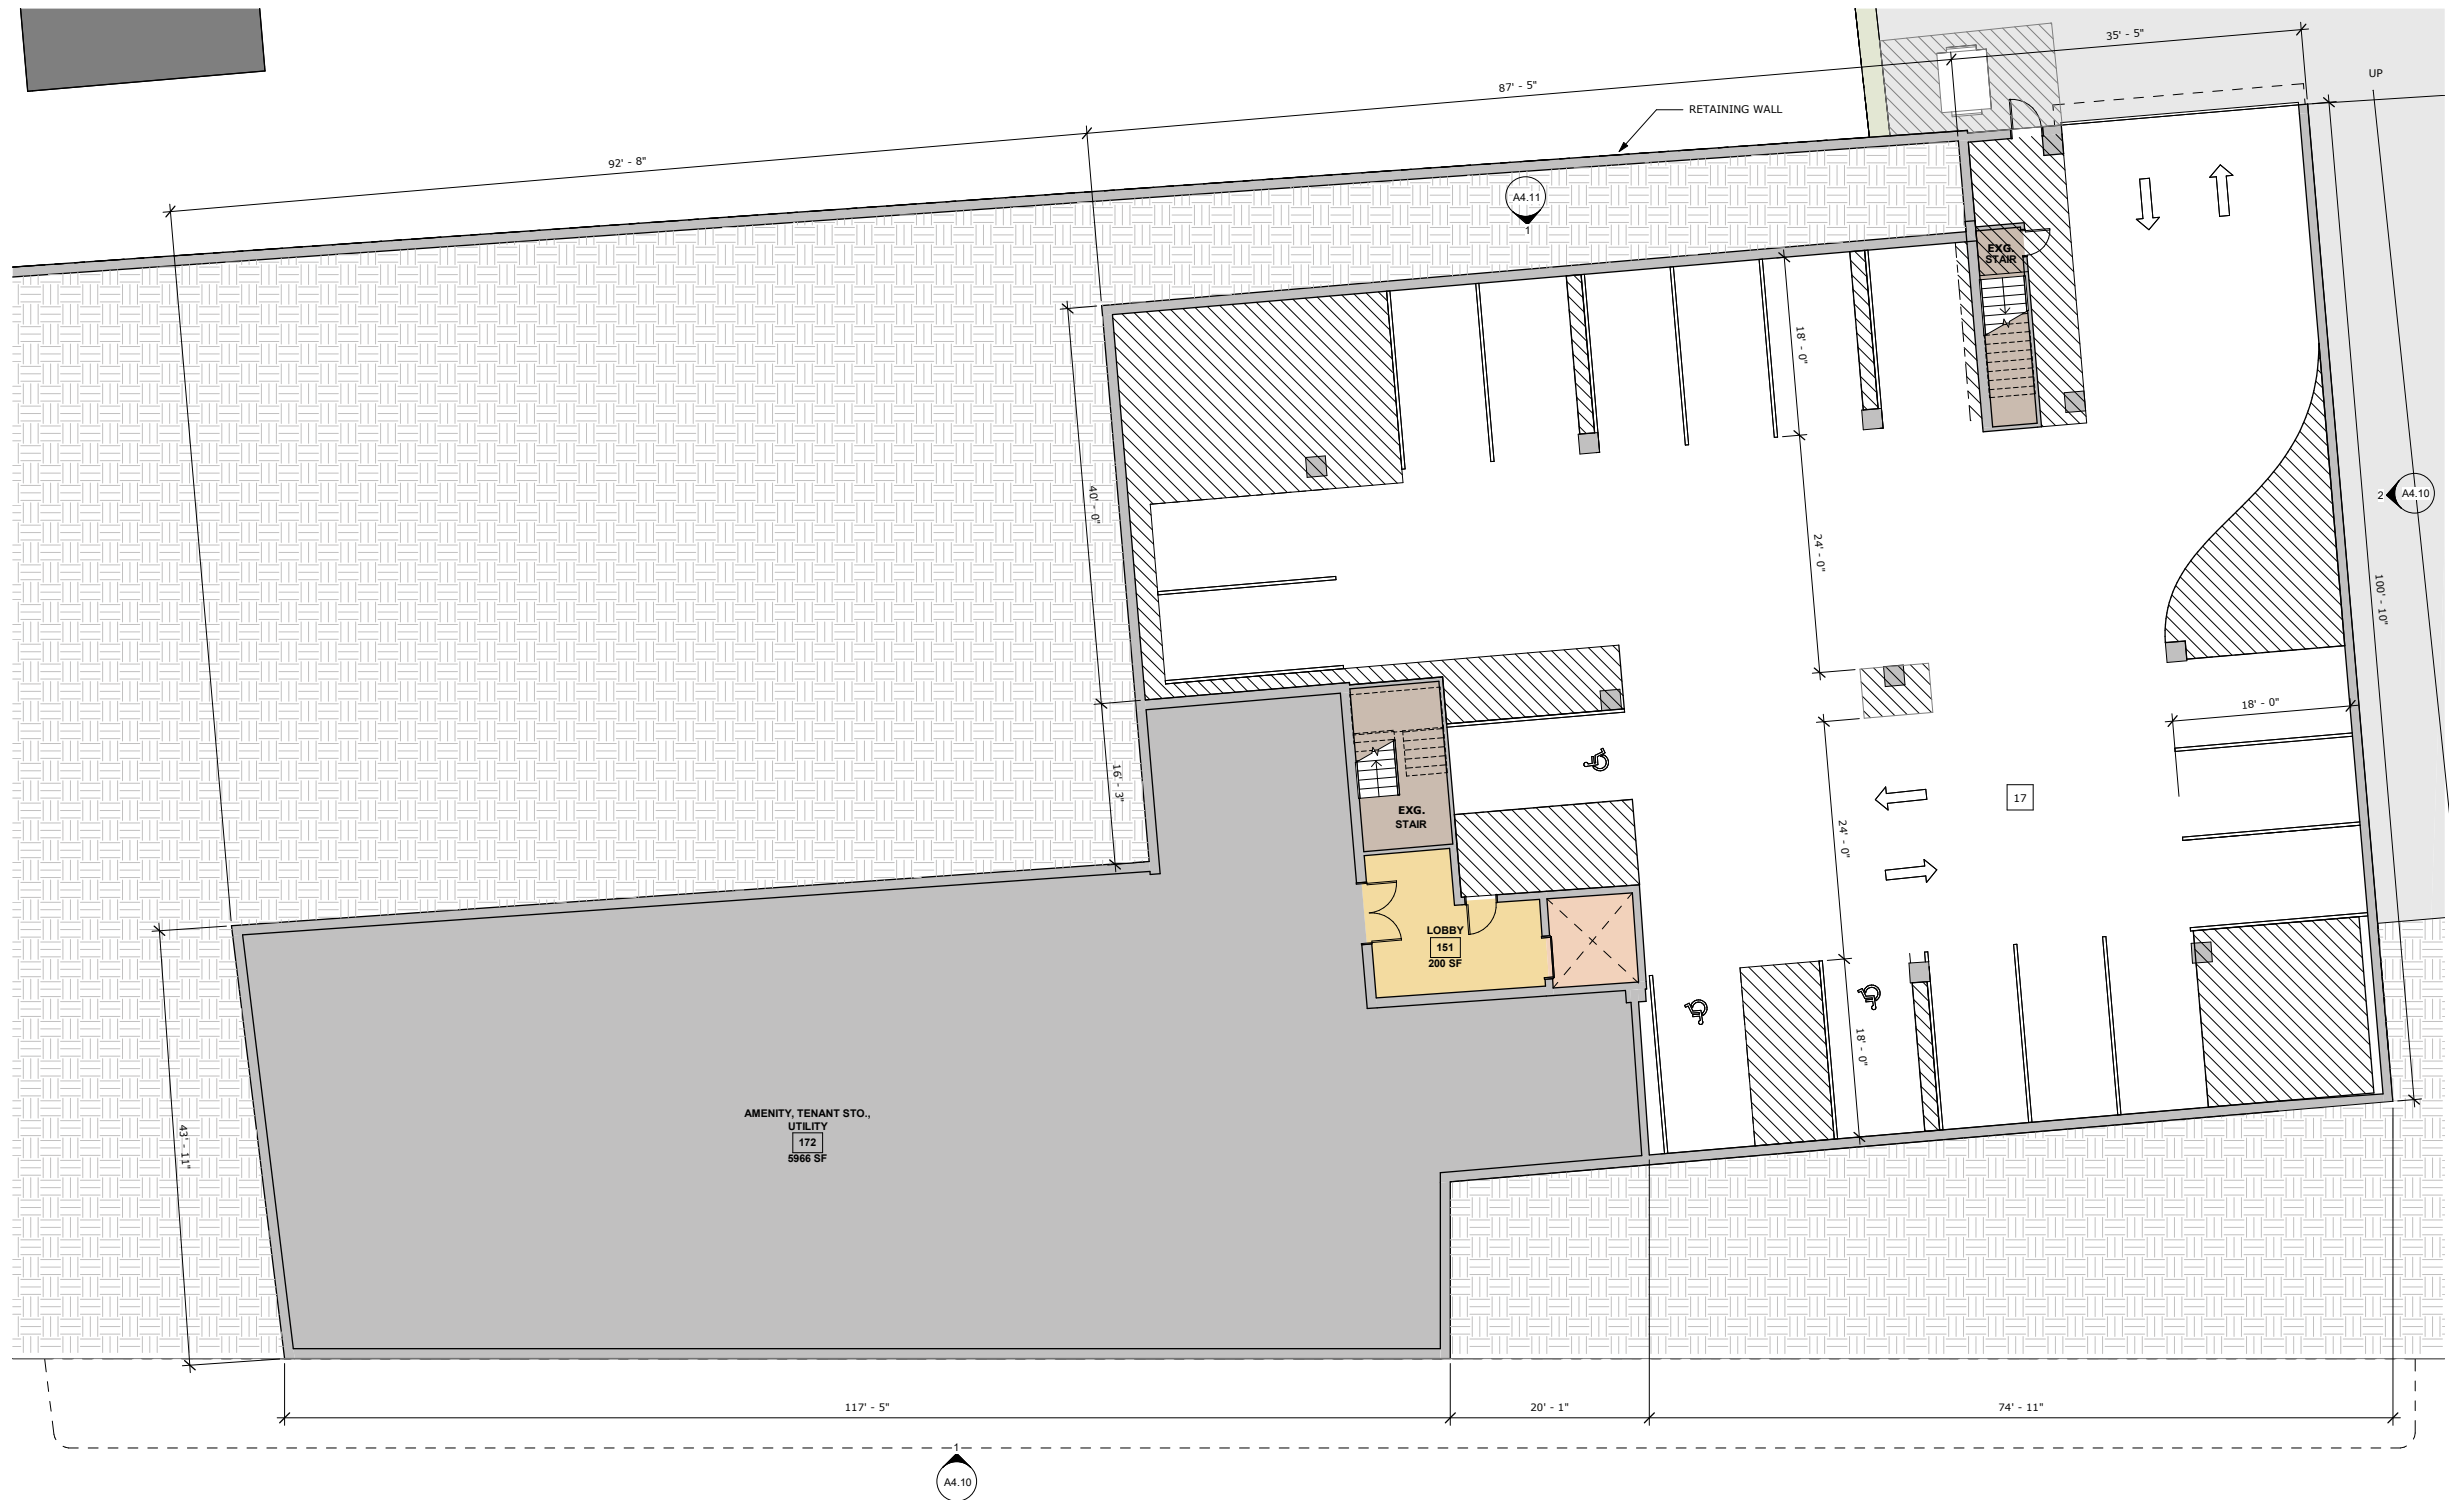 35' - 5"
UP
87' - 5"
RETAINING WALL
92' - 8"
A4.11
1
EXG.
STAIR
18' - 0"
40' - 0"
2
A4.10
24' - 0"
100' - 10"
18' - 0"
16' - 3"
17
EXG.
STAIR
24' - 0"
LOBBY
151
200 SF
18' - 0"
AMENITY, TENANT STO.,
UTILITY
172
5966 SF
43' - 11"
117' - 5"
20' - 1"
74' - 11"
1
A4.10